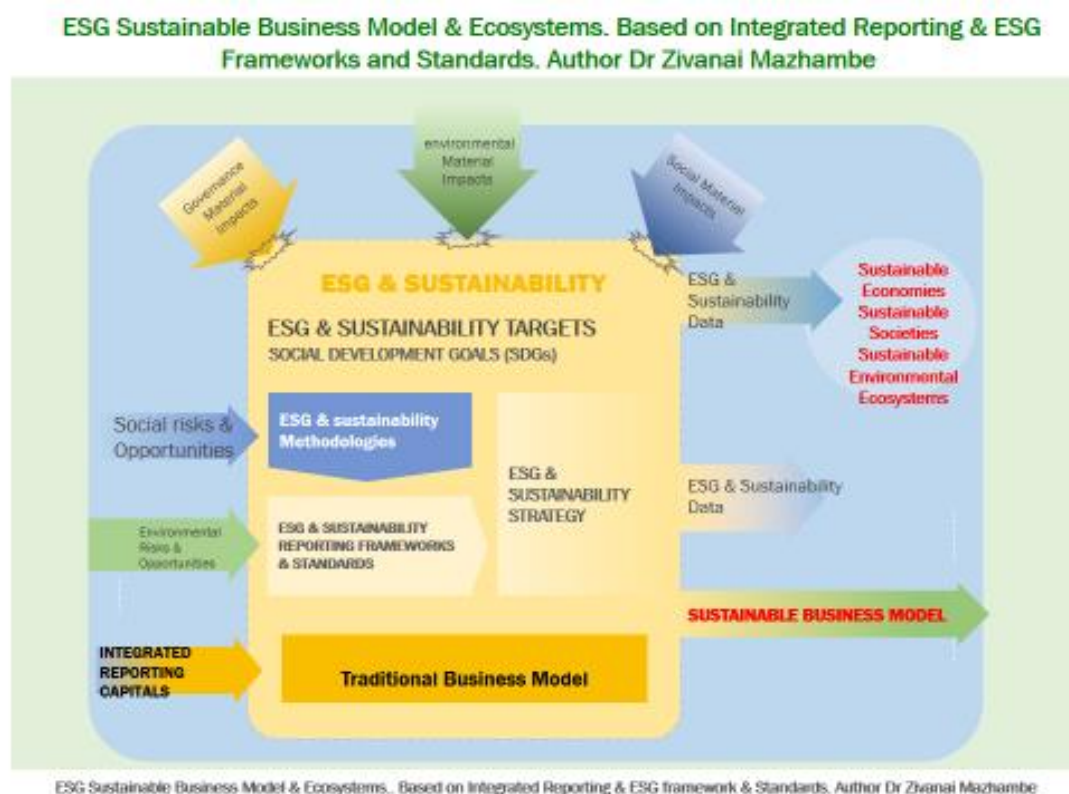 ESG Sustainable Business Model & Ecosystems. Based on Integrated Reporting & ESG
Frameworks and Standards. Author Dr Zivanai Mazhambe
Governance
Material
Impacts
environmental
Material
Impacts
Social Material
Impacts
ESG & SUSTAINABILITY
ESG & SUSTAINABILITY TARGETS
SOCIAL DEVELOPMENT GOALS (SDGs)
ESG &
Sustainability
Data
Sustainable
Economies
Sustainable
Societies
Sustainable
Environmental
Ecosystems
Social risks &
Opportunities
ESG & sustainability
Methodologies
ESG &
SUSTAINABILITY
STRATEGY
ESG & Sustainability
Data
Environmental
Risks &
Opportunities
ESG & SUSTAINABILITY
REPORTING FRAMEWORKS
& STANDARDS
SUSTAINABLE BUSINESS MODEL
INTEGRATED
REPORTING
CAPITALS
Traditional Business Model
ESG Sustainable Business Model & Ecosystems.. Based on Integrated Reporting & ESG framework & Standards. Author Dr Zivanai Mazhambe